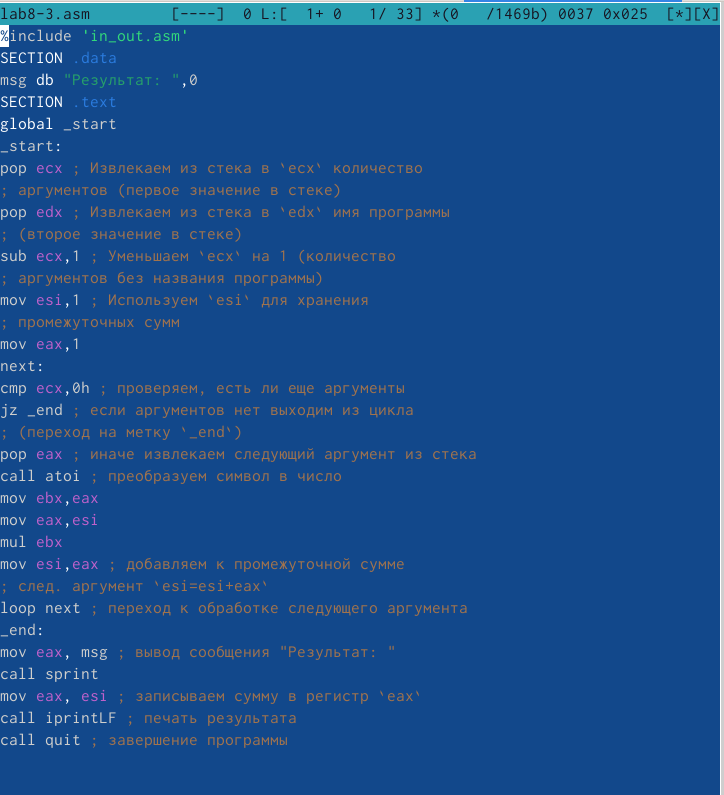 lab8-3.asm         [----]  0 L:[  1+ 0   1/ 33] *(0   /1469b) 0037 0x025  [*][X]
%include 'in_out.asm'
SECTION .data
msg db "Результат: ",0
SECTION .text
global _start
_start:
pop ecx ; Извлекаем из стека в `ecx` количество
; аргументов (первое значение в стеке)
pop edx ; Извлекаем из стека в `edx` имя программы
; (второе значение в стеке)
sub ecx,1 ; Уменьшаем `ecx` на 1 (количество
; аргументов без названия программы)
mov esi,1 ; Используем `esi` для хранения
; промежуточных сумм
mov eax,1
next:
cmp ecx,0h ; проверяем, есть ли еще аргументы
jz _end ; если аргументов нет выходим из цикла
; (переход на метку `_end`)
pop eax ; иначе извлекаем следующий аргумент из стека
call atoi ; преобразуем символ в число
mov ebx,eax
mov eax,esi
mul ebx
mov esi,eax ; добавляем к промежуточной сумме
; след. аргумент `esi=esi+eax`
loop next ; переход к обработке следующего аргумента
_end:
mov eax, msg ; вывод сообщения "Результат: "
call sprint
mov eax, esi ; записываем сумму в регистр `eax`
call iprintLF ; печать результата
call quit ; завершение программы